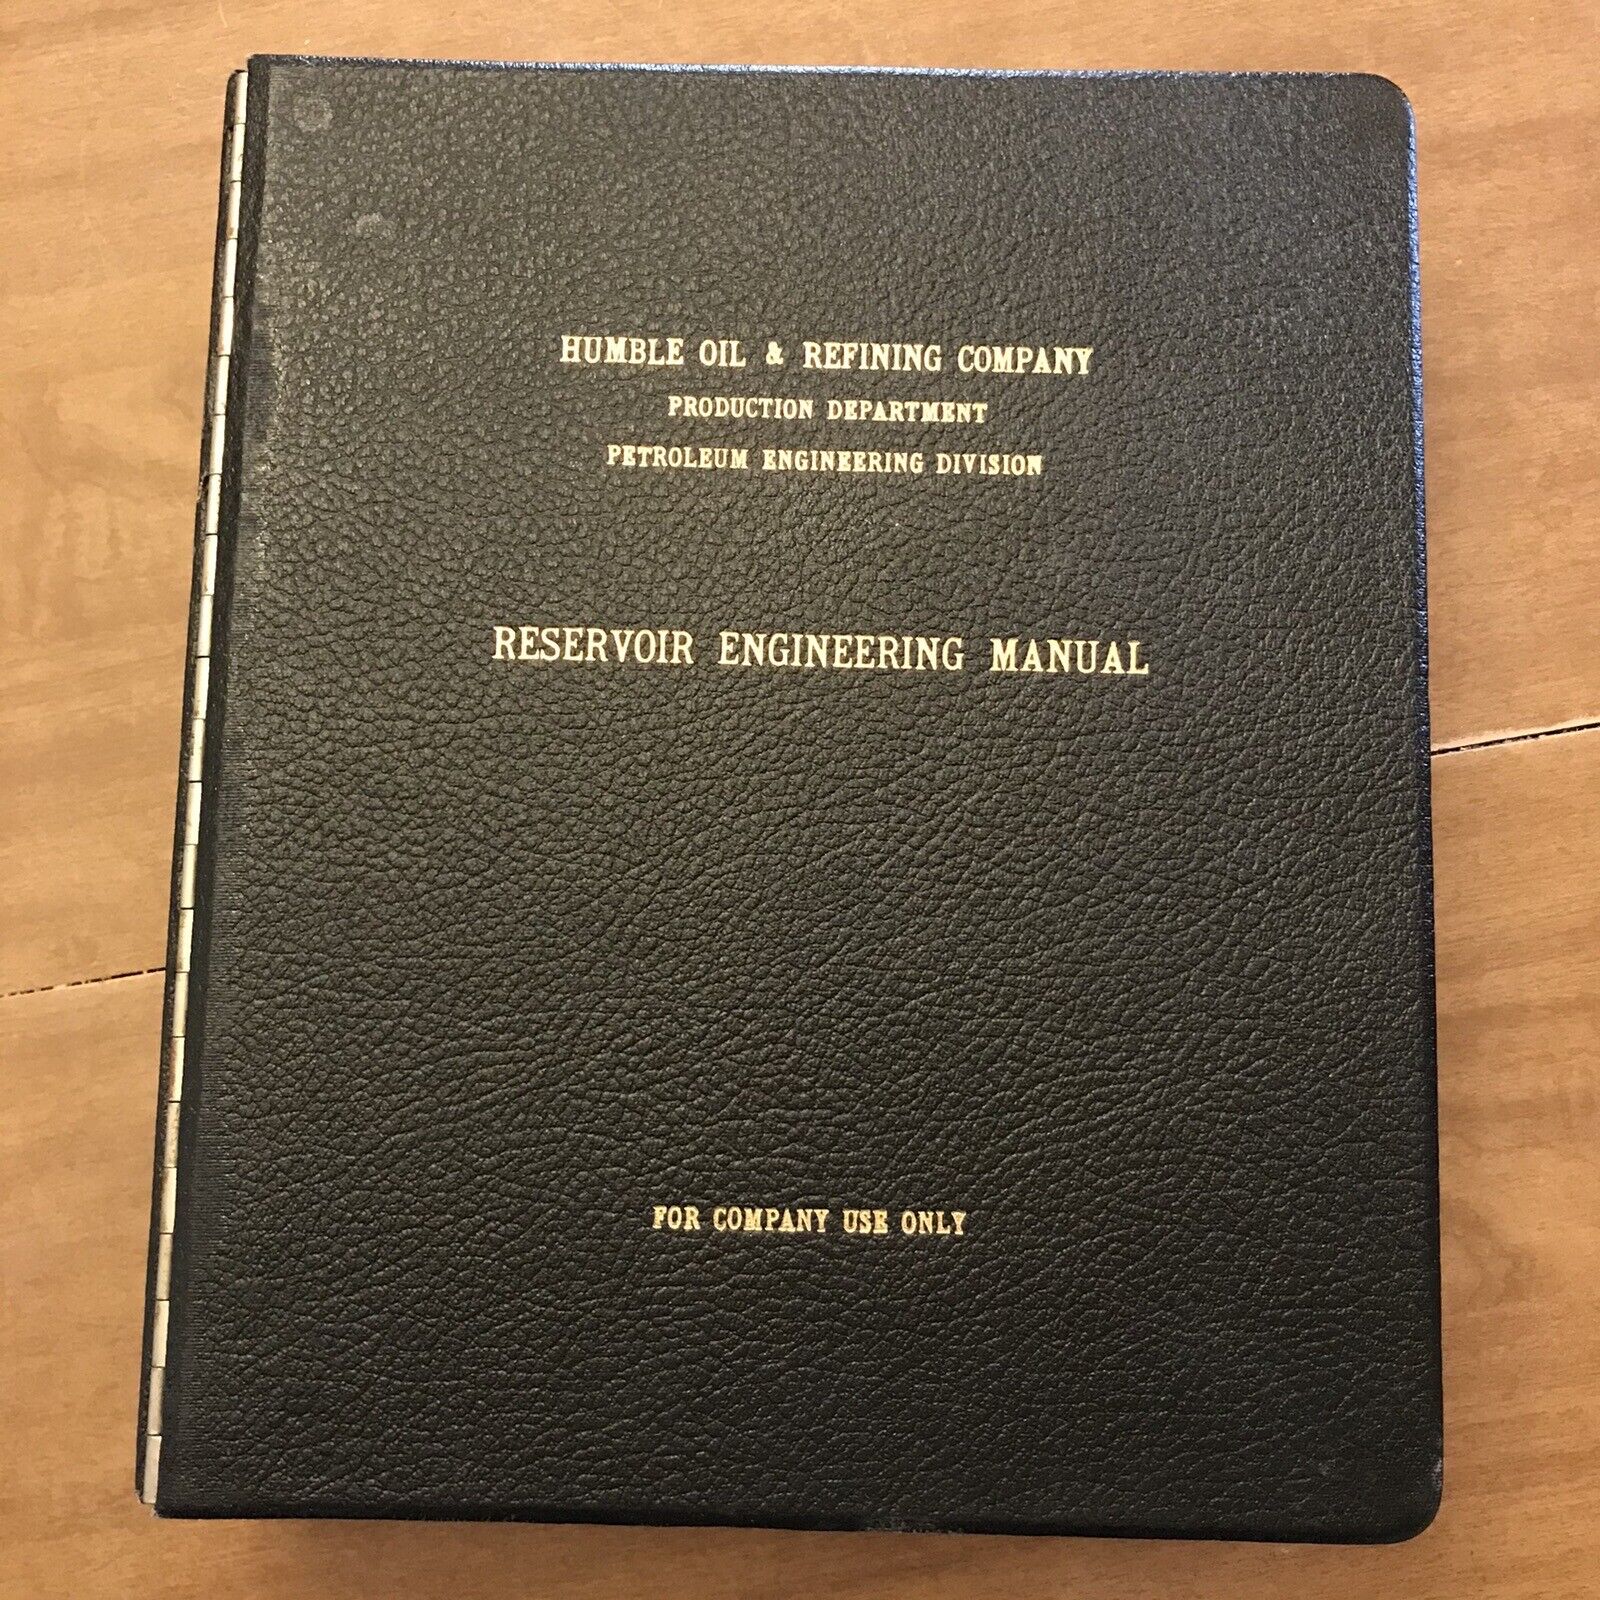 HUMBLE OIL & REFINING COMPANY
PRODUCTION DEPARTMENT
PETROLEUM ENGINEERING DIVISION
RESERVOIR ENGINEERING MANUAL
FOR COMPANY USE ONLY